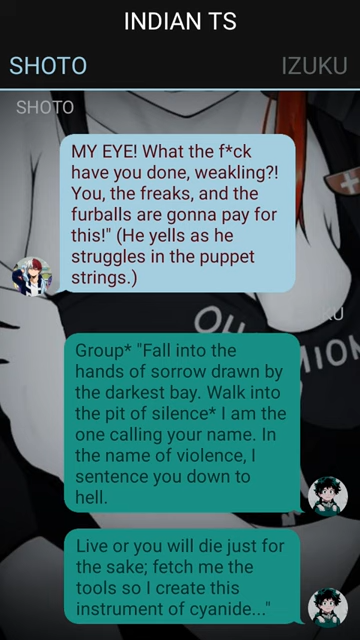 INDIAN TS
SHOTO
IZUKU
SHOTO
MY EYE! What the f*ck
have you done, weakling?!
You, the freaks, and the
furballs are gonna pay for
this!" (He yells as he
struggles in the puppet
strings.)
KU
OU
MION
Group* "Fall into the
hands of sorrow drawn by
the darkest bay. Walk into
the pit of silence* I am the
one calling your name. In
the name of violence, I
sentence you down to
hell.
Live or you will die just for
the sake; fetch me the
tools so I create this
instrument of cyanide..."